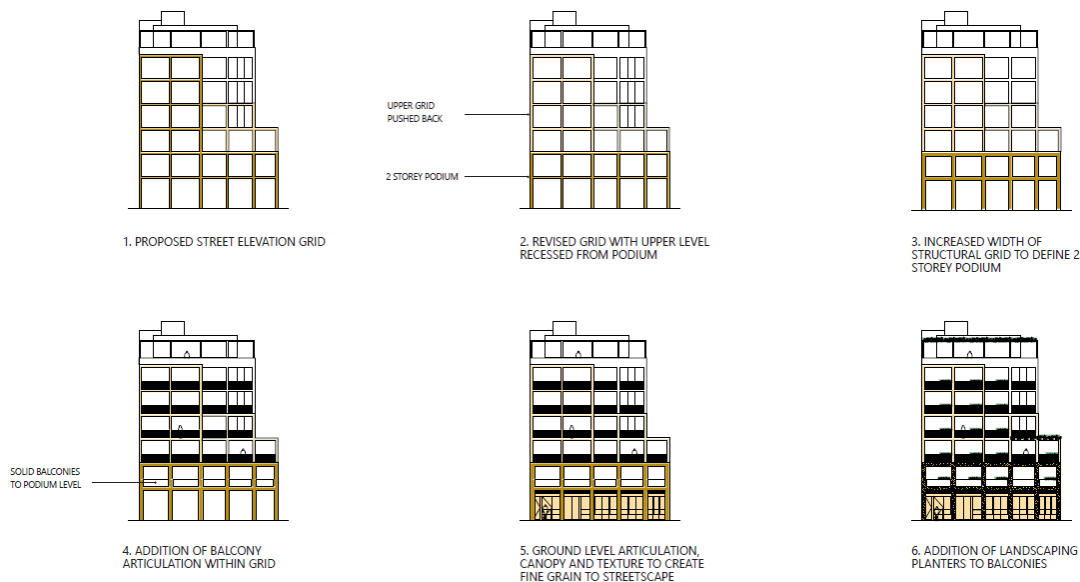 UPPER GRID
PUSHED BACK
2 STOREY PODIUM
1. PROPOSED STREET ELEVATION GRID
2. REVISED GRID WITH UPPER LEVEL
RECESSED FROM PODIUM
3. INCREASED WIDTH OF
STRUCTURAL GRID TO DEFINE 2
STOREY PODIUM
SOLID BALCONIES
TO PODIUM LEVEL
4. ADDITION OF BALCONY
ARTICULATION WITHIN GRID
5. GROUND LEVEL ARTICULATION,
CANOPY AND TEXTURE TO CREATE
FINE GRAIN TO STREETSCAPE
6. ADDITION OF LANDSCAPING
PLANTERS TO BALCONIES